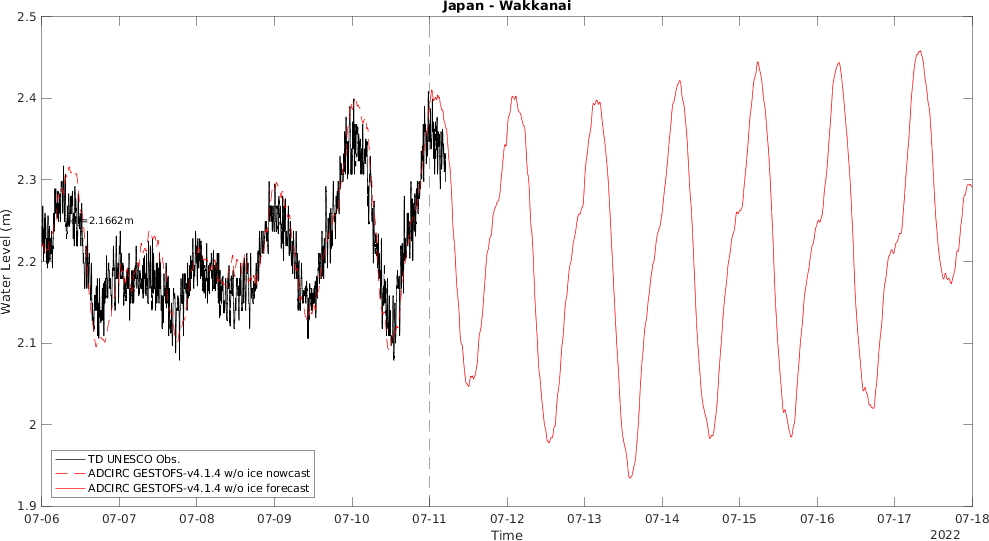 Japan - Wakkanai
2.5
2.4
2.3
2.2
2.1
2
1.9
Water Level (m)
=2.1662m
TD UNESCO Obs.
ADCIRC GESTOFS-v4.1.4 w/o ice nowcast
ADCIRC GESTOFS-v4.1.4 w/o ice forecast
07-06 07-07 07-08 07-09 07-10 07-11 07-12 07-13 07-14 07-15 07-16 07-17 07-18
Time
2022